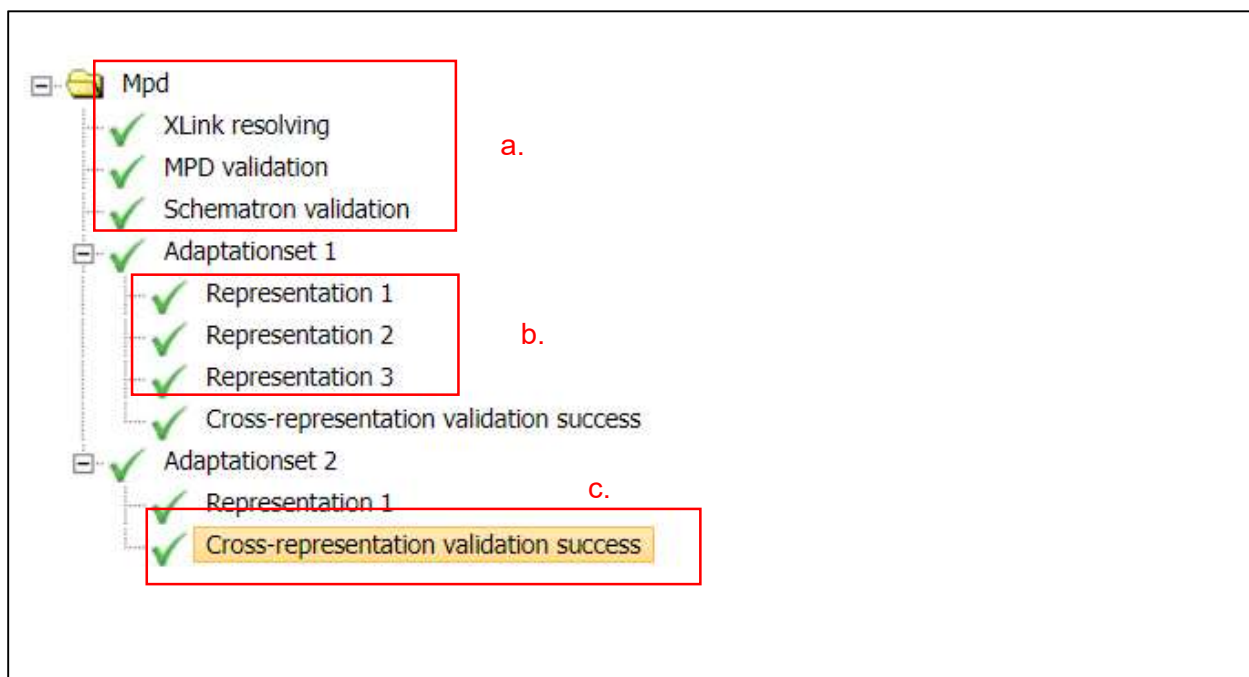 Mpd
XLink resolving
a.
MPD validation
Schematron validation
Adaptationset 1
Representation 1
Representation 2
b.
Representation 3
Cross-representation validation success
Adaptationset 2
c.
Representation 1
Cross-representation validation success